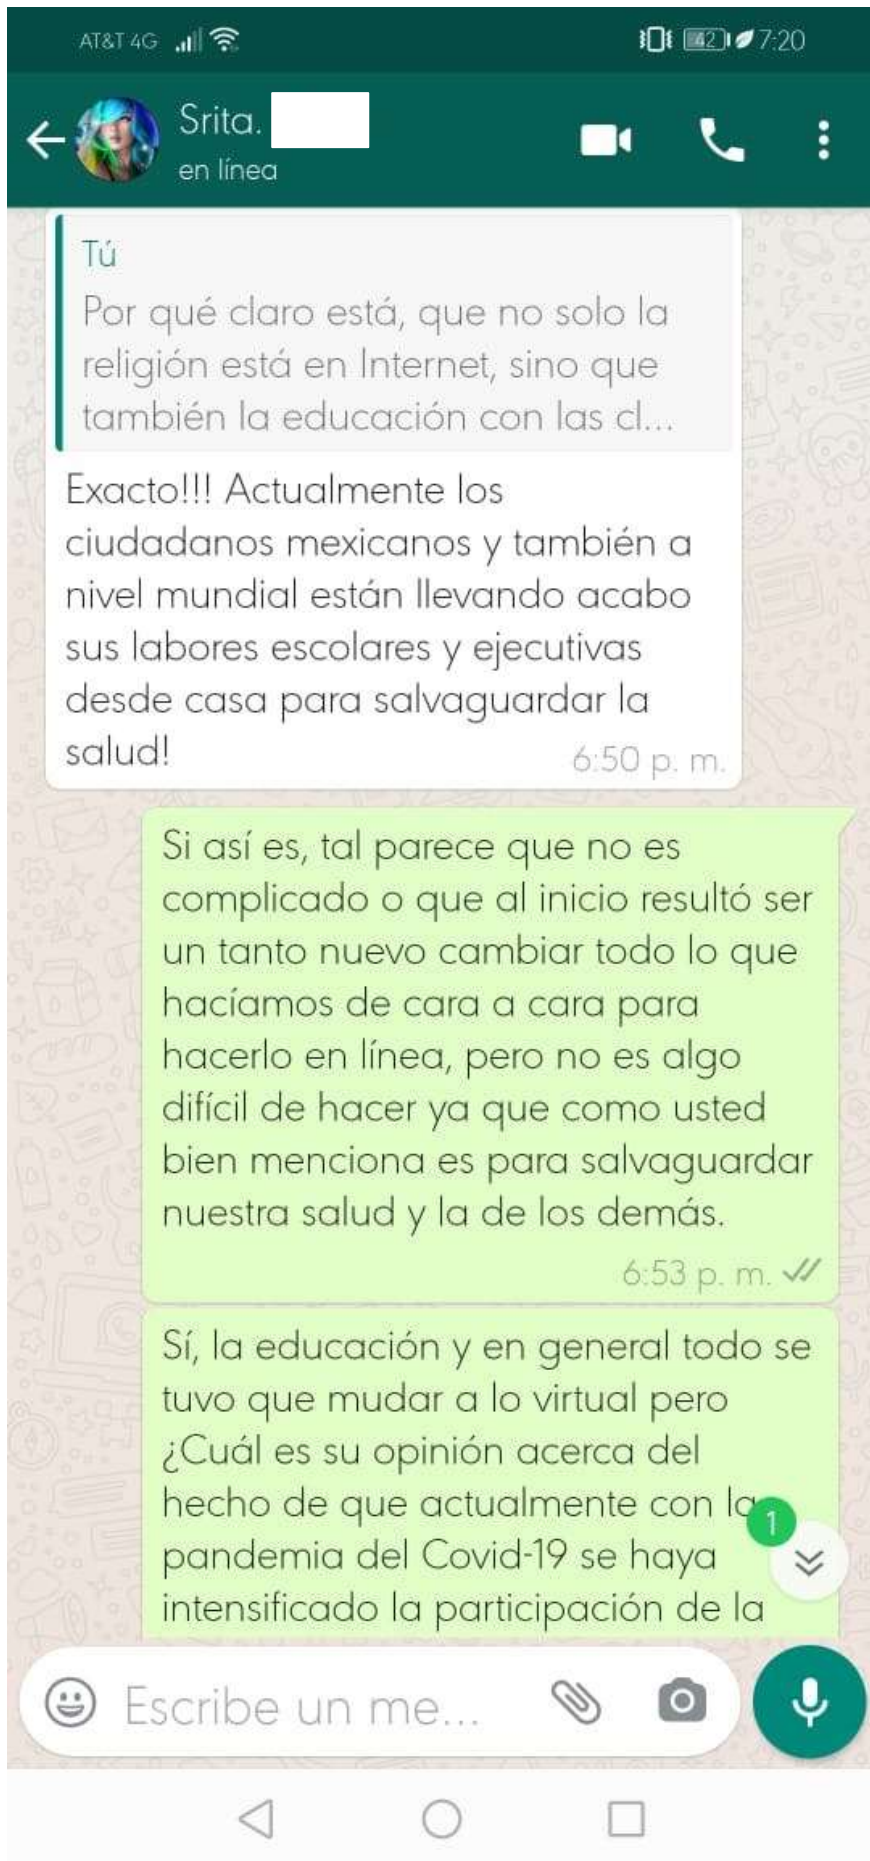 AT&T 4G 42 7:20
Srita.
en línea
Tú
Por qué claro está, que no solo la
religión está en Internet, sino que
también la educación con las cl...
Exacto!!! Actualmente los
ciudadanos mexicanos y también a
nivel mundial están llevando acabo
sus labores escolares y ejecutivas
desde casa para salvaguardar la
salud!
6:50 p. m.
Si así es, tal parece que no es
complicado o que al inicio resultó ser
un tanto nuevo cambiar todo lo que
hacíamos de cara a cara para
hacerlo en línea, pero no es algo
difícil de hacer ya que como usted
bien menciona es para salvaguardar
nuestra salud y la de los demás.
6:53 p. m.
Sí, la educación y en general todo se
tuvo que mudar a lo virtual pero
¿Cuál es su opinión acerca del
hecho de que actualmente con la
1
pandemia del Covid-19 se haya
intensificado la participación de la
Escribe un me...